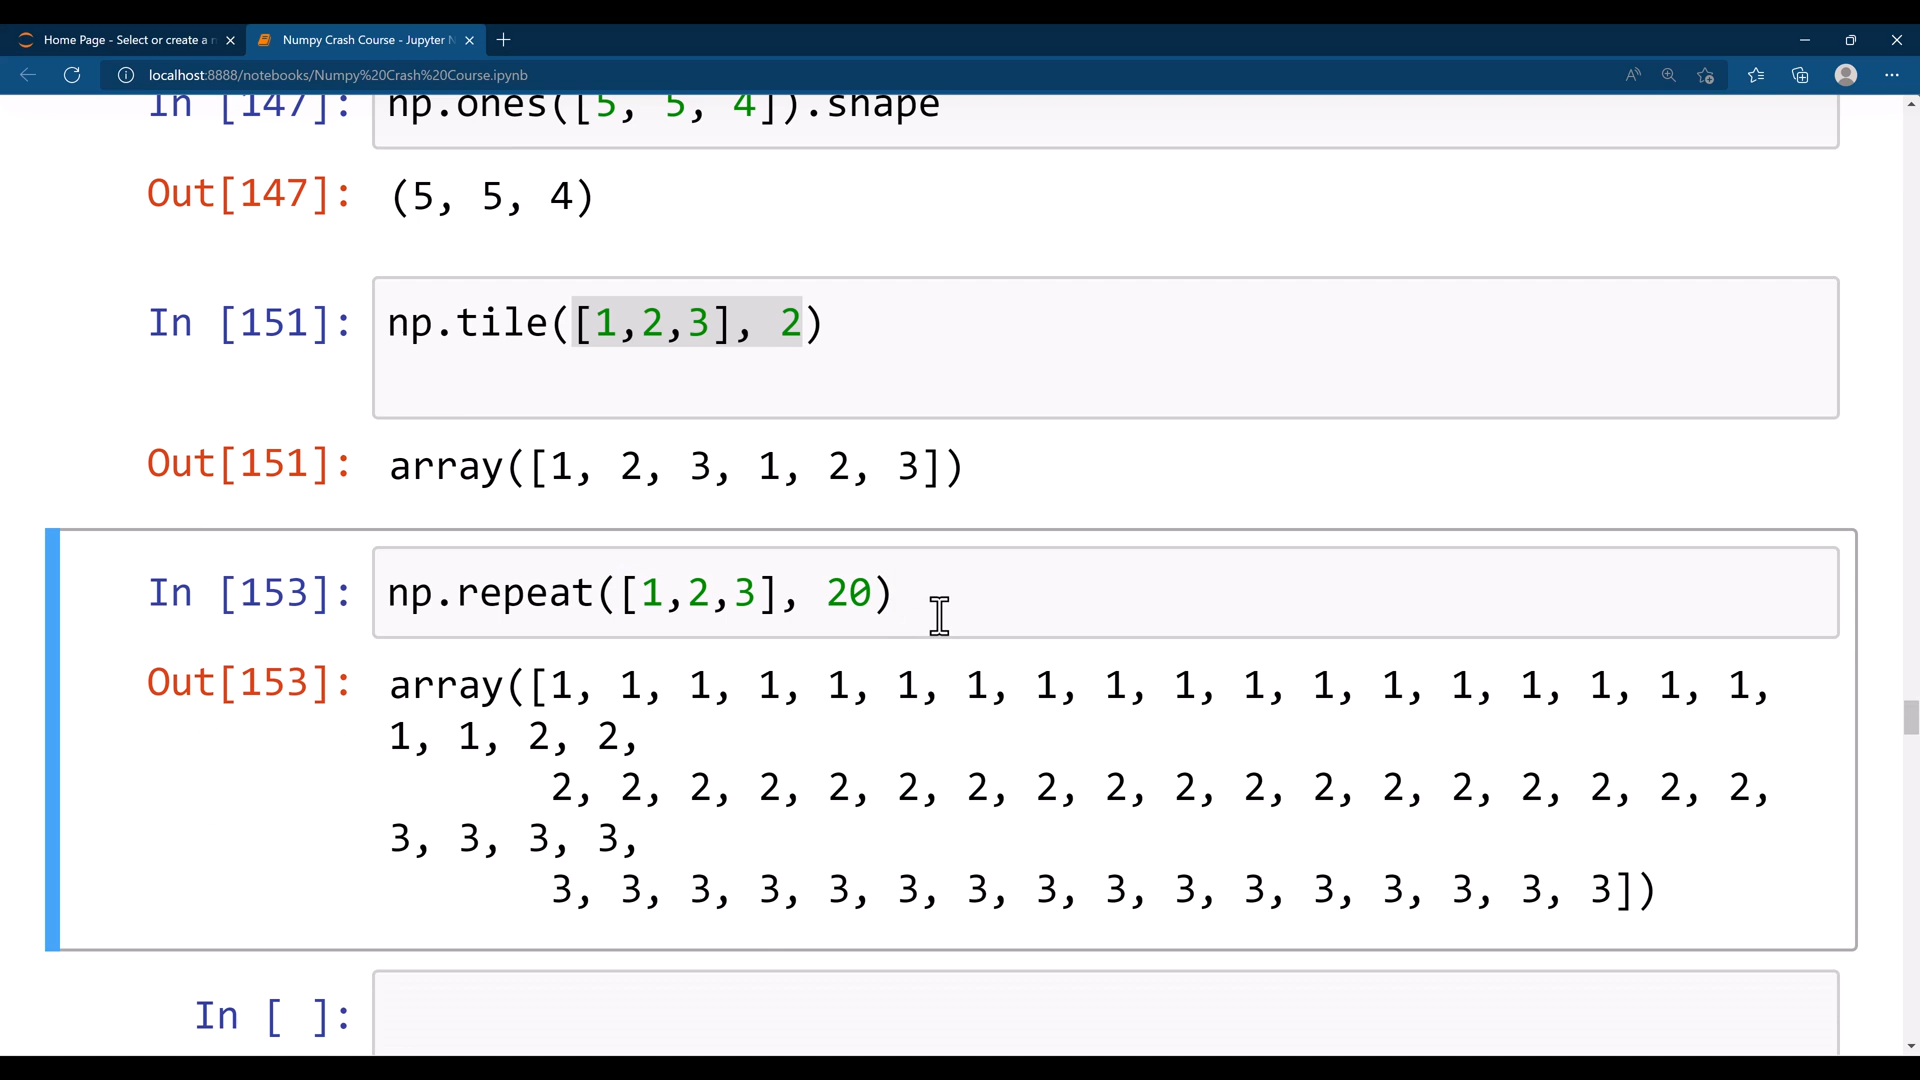 Home Page - Select or create a n
Numpy Crash Course - Jupyter N
localhost:8888/notebooks/Numpy%20Crash%20Course.ipynb
In [147]: np.ones([5, 5, 4]).shape
Out[147]: (5, 5, 4)
In [151]: np.tile([1,2,3], 2)
Out[151]: array([1, 2, 3, 1, 2, 3])
In [153]: np.repeat([1,2,3], 20)
Out[153]: array([1, 1, 1, 1, 1, 1, 1, 1, 1, 1, 1, 1, 1, 1, 1, 1, 1, 1,
1, 1, 2, 2,
2, 2, 2, 2, 2, 2, 2, 2, 2, 2, 2, 2, 2, 2, 2, 2, 2, 2,
3, 3, 3, 3,
3, 3, 3, 3, 3, 3, 3, 3, 3, 3, 3, 3, 3, 3, 3, 3])
In [ ]: